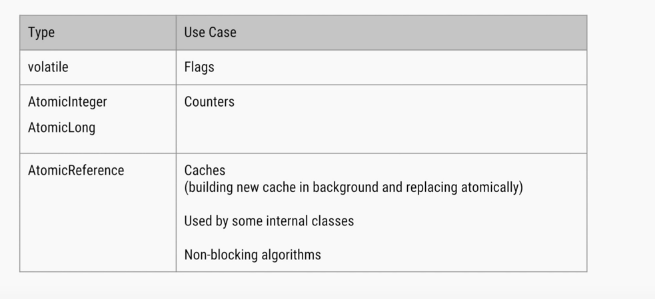 Type Use Case
volatile Flags
AtomicInteger Counters
AtomicLong
AtomicReference Caches
(building new cache in background and replacing atomically)
Used by some internal classes
Non-blocking algorithms